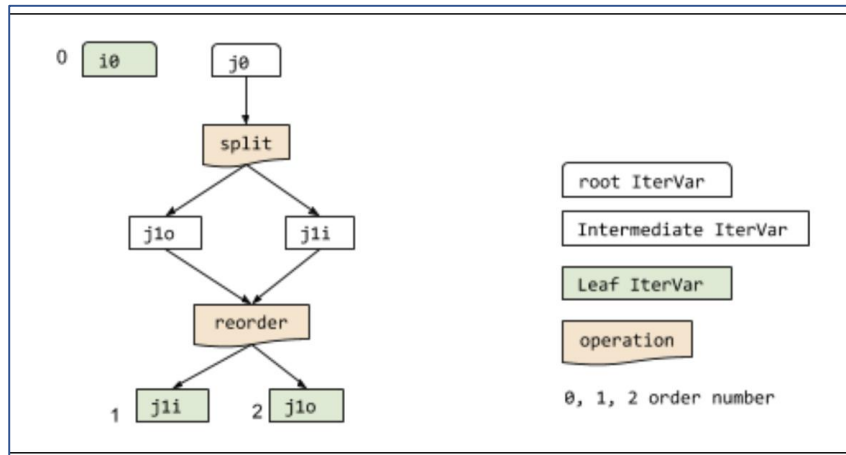 0 i0 j0
split
root IterVar
j1o j1i
Intermediate IterVar
Leaf IterVar
reorder
operation
1 j1i 2 j1o
0, 1, 2 order number